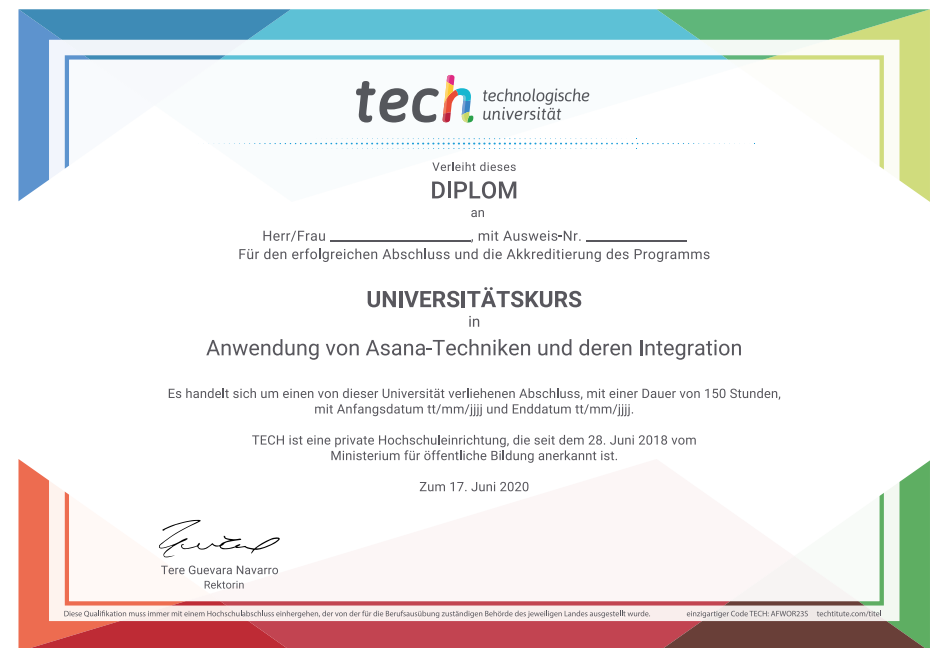 tech technologische
universität
Verleiht dieses
DIPLOM
an
Herr/Frau ____________________, mit Ausweis-Nr. ______________
Für den erfolgreichen Abschluss und die Akkreditierung des Programms
UNIVERSITÄTSKURS
in
Anwendung von Asana-Techniken und deren Integration
Es handelt sich um einen von dieser Universität verliehenen Abschluss, mit einer Dauer von 150 Stunden,
mit Anfangsdatum tt/mm/jjjj und Enddatum tt/mm/jjjj.
TECH ist eine private Hochschuleinrichtung, die seit dem 28. Juni 2018 vom
Ministerium für öffentliche Bildung anerkannt ist.
Zum 17. Juni 2020
Tere Guevara Navarro
Rektorin
Diese Qualifikation muss immer mit einem Hochschulabschluss einhergehen, der von der für die Berufsausübung zuständigen Behörde des jeweiligen Landes ausgestellt wurde. einzigartiger Code TECH: AFWOR235 techtitute.com/titel